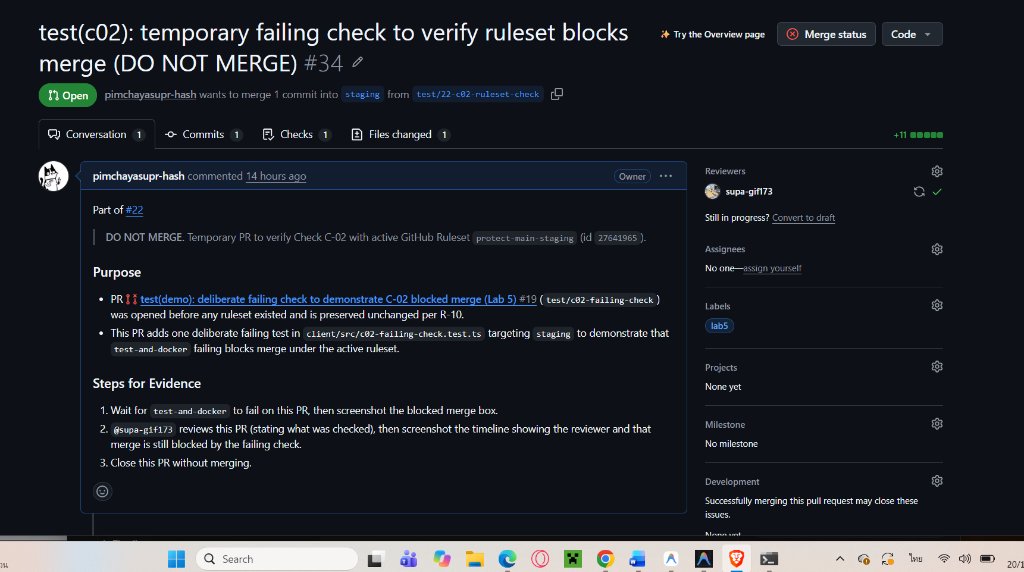 test(c02): temporary failing check to verify ruleset blocks
merge (DO NOT MERGE) #34
Try the Overview page
Merge status
Code
Open
pimchayasupr-hash wants to merge 1 commit into staging from test/22-c02-ruleset-check
Conversation 1
Commits 1
Checks 1
Files changed 1
+11
pimchayasupr-hash commented 14 hours ago
Owner
Part of #22
DO NOT MERGE. Temporary PR to verify Check C-02 with active GitHub Ruleset protect-main-staging (id 27641965).
Purpose
• PR test(demo): deliberate failing check to demonstrate C-02 blocked merge (Lab 5) #19 (test/c02-failing-check)
was opened before any ruleset existed and is preserved unchanged per R-10.
• This PR adds one deliberate failing test in client/src/c02-failing-check.test.ts targeting staging to demonstrate that
test-and-docker failing blocks merge under the active ruleset.
Steps for Evidence
1. Wait for test-and-docker to fail on this PR, then screenshot the blocked merge box.
2. @supa-gif173 reviews this PR (stating what was checked), then screenshot the timeline showing the reviewer and that
merge is still blocked by the failing check.
3. Close this PR without merging.
Reviewers
supa-gif173
Still in progress? Convert to draft
Assignees
No one—assign yourself
Labels
lab5
Projects
None yet
Milestone
No milestone
Development
Successfully merging this pull request may close these
issues.
None yet
Search
ไทย